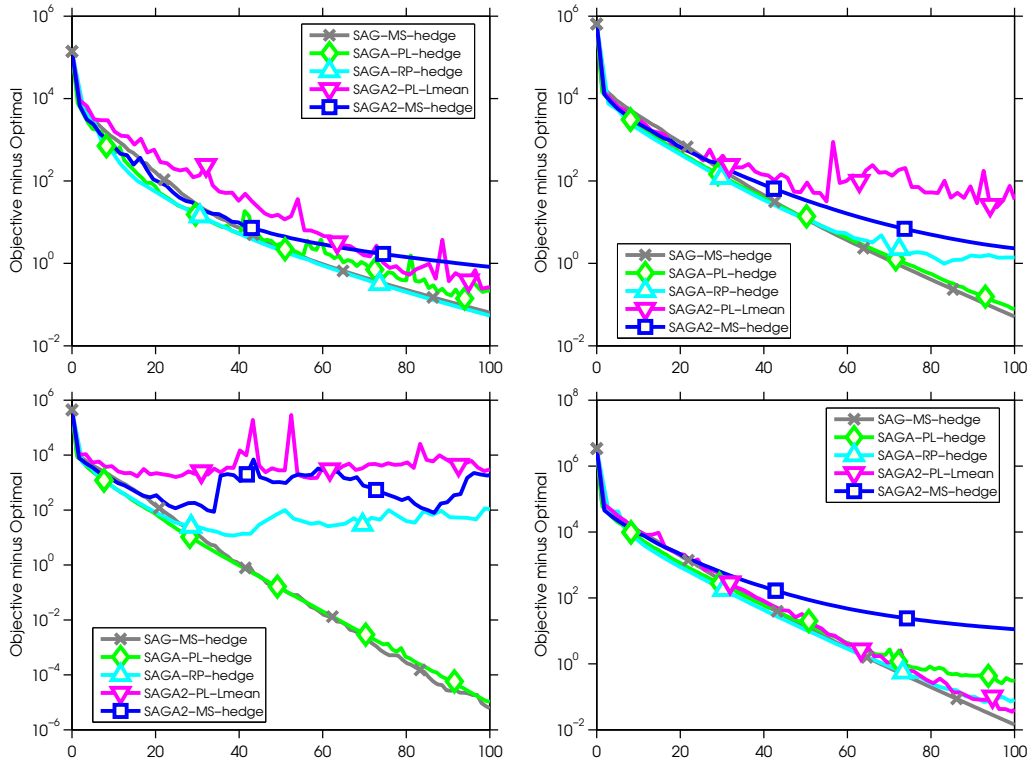 Objective minus Optimal
10^6
10^4
10^2
10^0
10^−2
0 20 40 60 80 100
SAG−MS−hedge
SAGA−PL−hedge
SAGA−RP−hedge
SAGA2−PL−Lmean
SAGA2−MS−hedge
Objective minus Optimal
10^6
10^4
10^2
10^0
10^−2
0 20 40 60 80 100
SAG−MS−hedge
SAGA−PL−hedge
SAGA−RP−hedge
SAGA2−PL−Lmean
SAGA2−MS−hedge
Objective minus Optimal
10^6
10^4
10^2
10^0
10^−2
10^−4
10^−6
0 20 40 60 80 100
SAG−MS−hedge
SAGA−PL−hedge
SAGA−RP−hedge
SAGA2−PL−Lmean
SAGA2−MS−hedge
Objective minus Optimal
10^8
10^6
10^4
10^2
10^0
10^−2
0 20 40 60 80 100
SAG−MS−hedge
SAGA−PL−hedge
SAGA−RP−hedge
SAGA2−PL−Lmean
SAGA2−MS−hedge